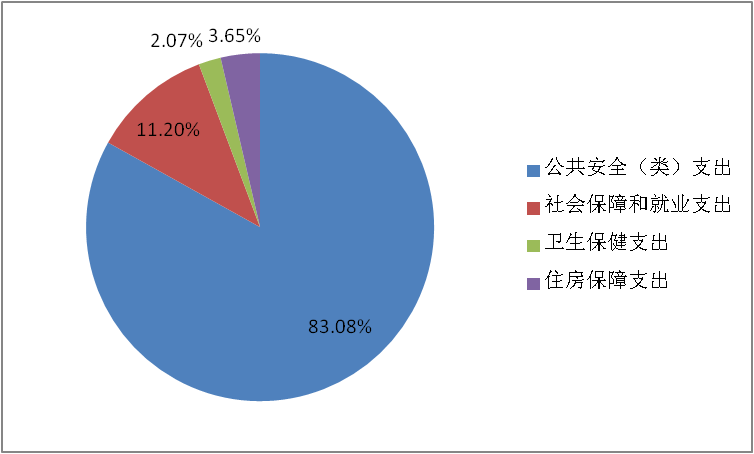 2.07%
3.65%
11.20%
83.08%
公共安全（类）支出
社会保障和就业支出
卫生保健支出
住房保障支出